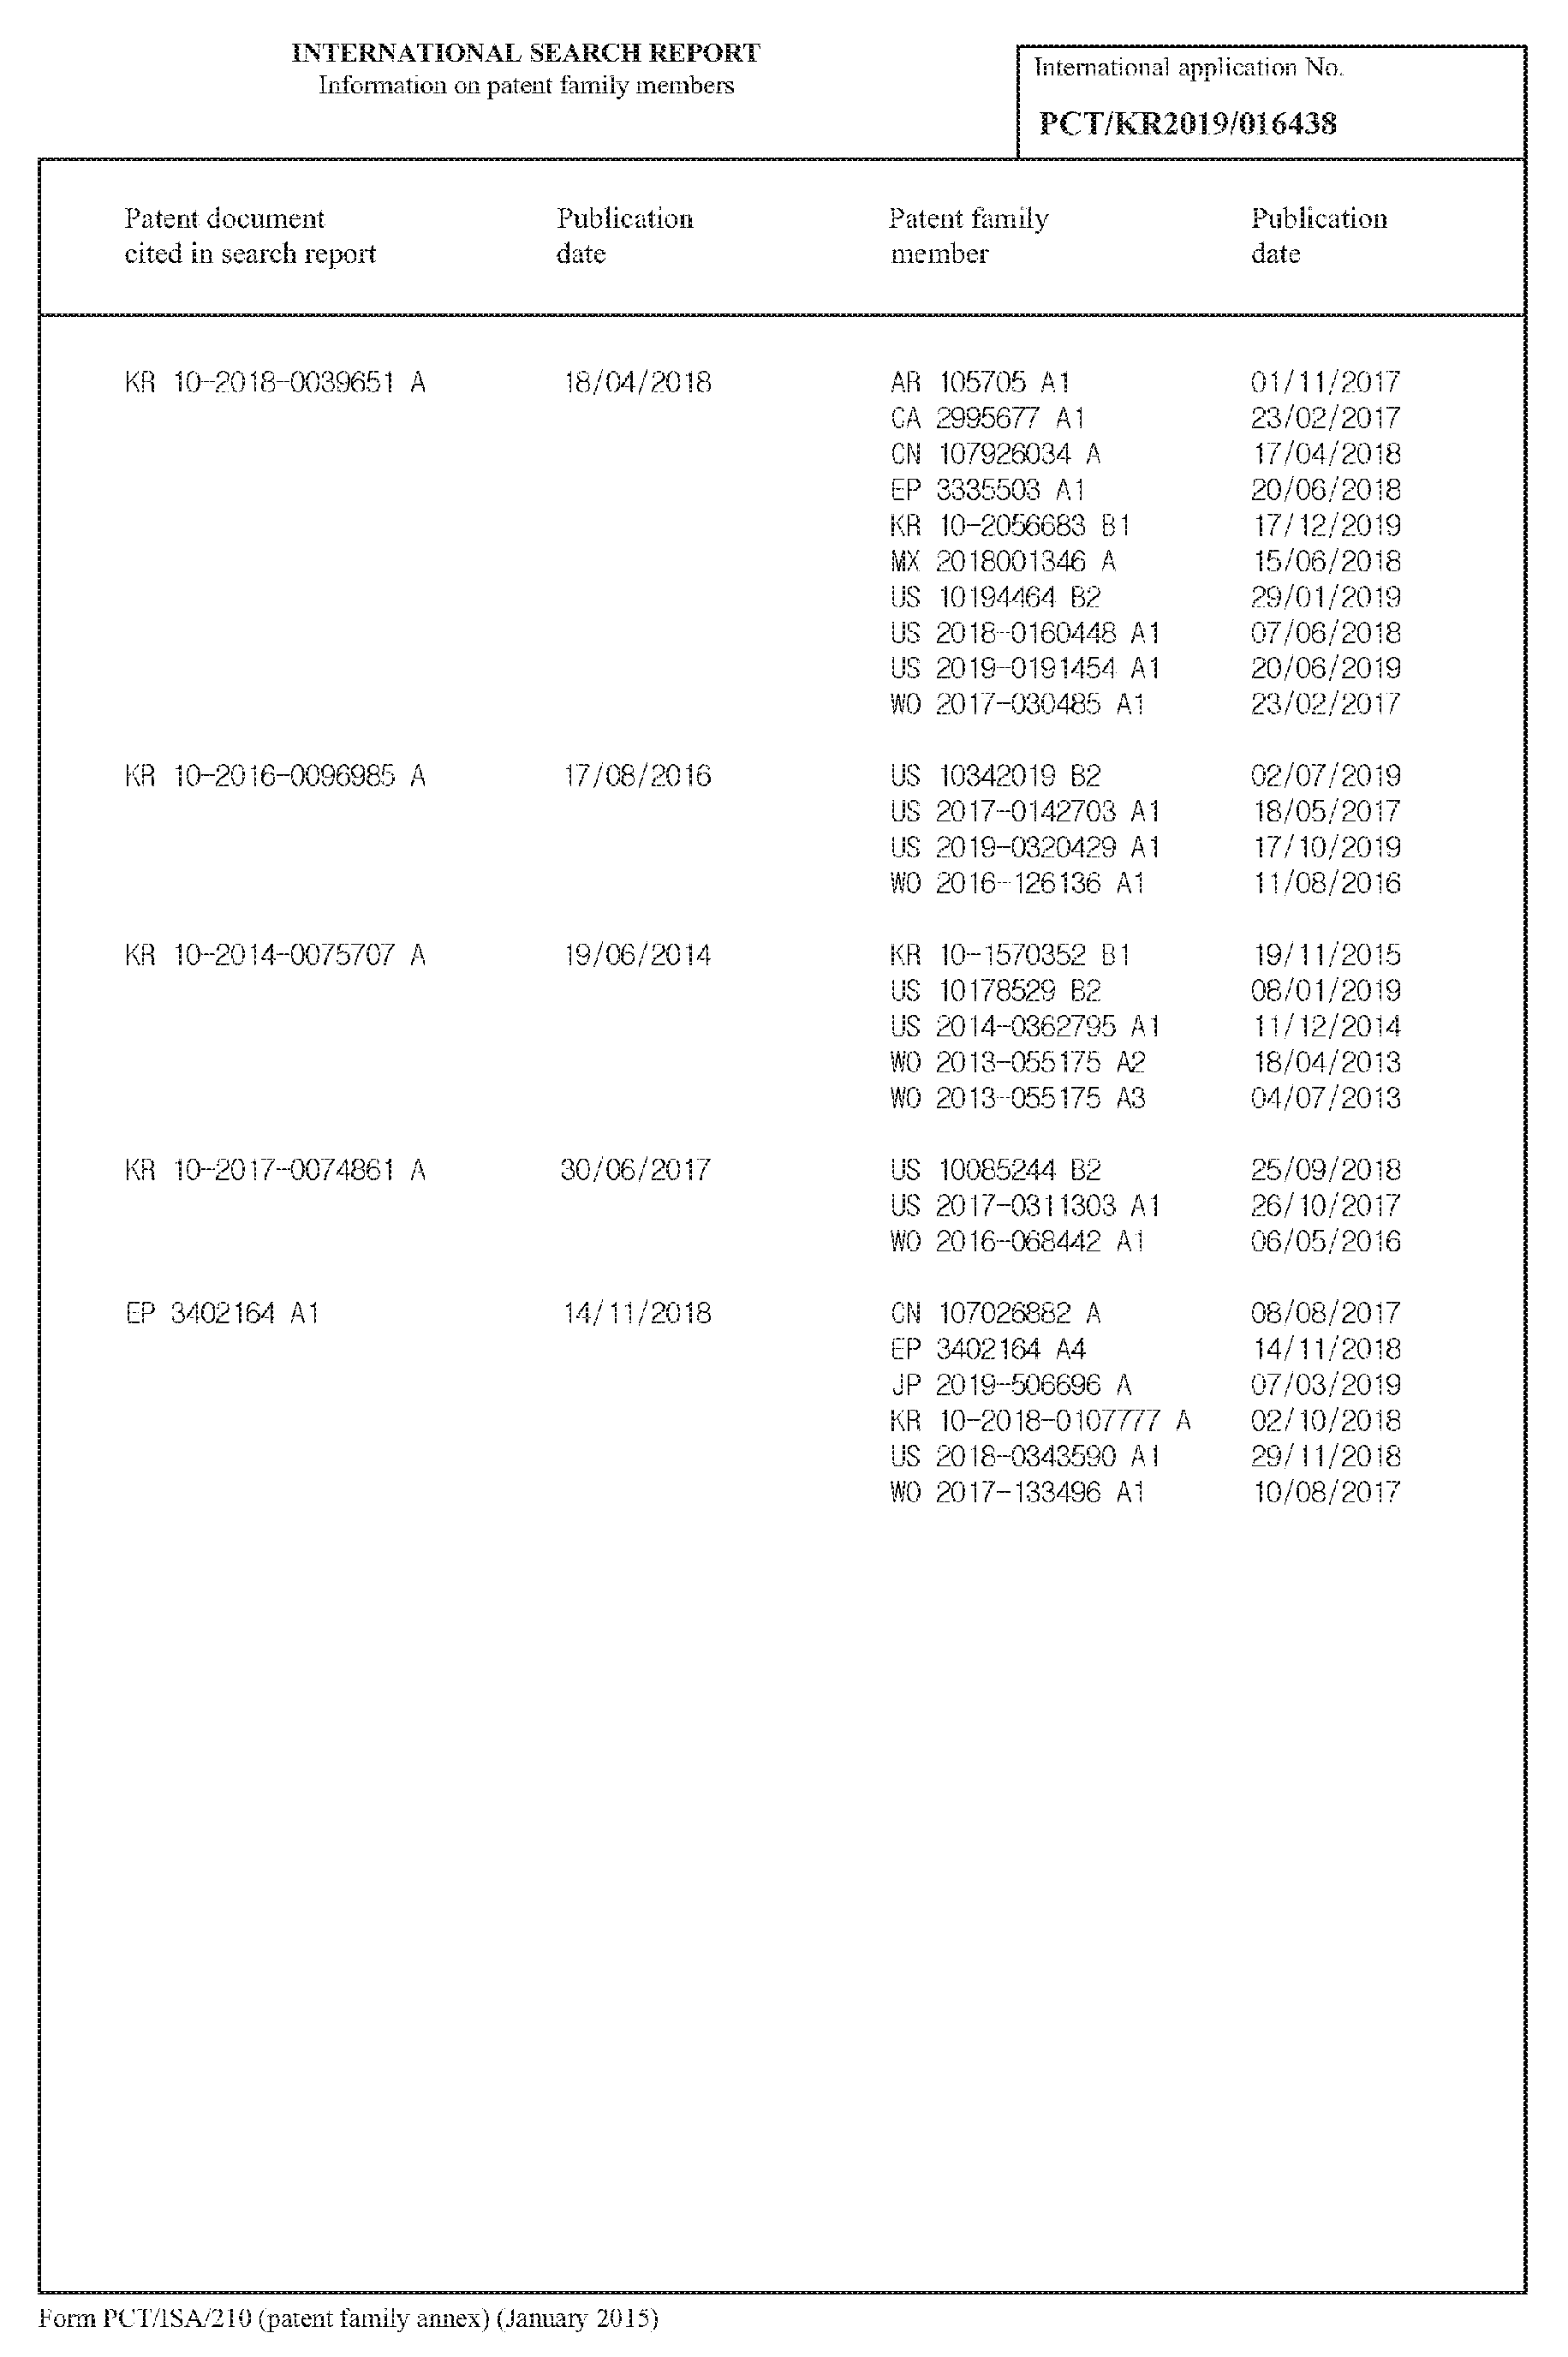 INTERNATIONAL SEARCH REPORT
Information on patent family members
International application No.
PCT/KR2019/016438
Patent document cited in search report
Publication date
Patent family member
Publication date
KR 10-2018-0039651 A 18/04/2018 AR 105705 A1 01/11/2017
CA 2995677 A1 23/02/2017
CN 107926034 A 17/04/2018
EP 3335503 A1 20/06/2018
KR 10-2056683 B1 17/12/2019
MX 2018001346 A 15/06/2018
US 10194464 B2 29/01/2019
US 2018-0160448 A1 07/06/2018
US 2019-0191454 A1 20/06/2019
WO 2017-030485 A1 23/02/2017
KR 10-2016-0096985 A 17/08/2016 US 10342019 B2 02/07/2019
US 2017-0142703 A1 18/05/2017
US 2019-0320429 A1 17/10/2019
WO 2016-126136 A1 11/08/2016
KR 10-2014-0075707 A 19/06/2014 KR 10-1570352 B1 19/11/2015
US 10178529 B2 08/01/2019
US 2014-0362795 A1 11/12/2014
WO 2013-055175 A2 18/04/2013
WO 2013-055175 A3 04/07/2013
KR 10-2017-0074861 A 30/06/2017 US 10085244 B2 25/09/2018
US 2017-0311303 A1 26/10/2017
WO 2016-068442 A1 06/05/2016
EP 3402164 A1 14/11/2018 CN 107026882 A 08/08/2017
EP 3402164 A4 14/11/2018
JP 2019-506696 A 07/03/2019
KR 10-2018-0107777 A 02/10/2018
US 2018-0343590 A1 29/11/2018
WO 2017-133496 A1 10/08/2017
Form PCT/ISA/210 (patent family annex) (January 2015)